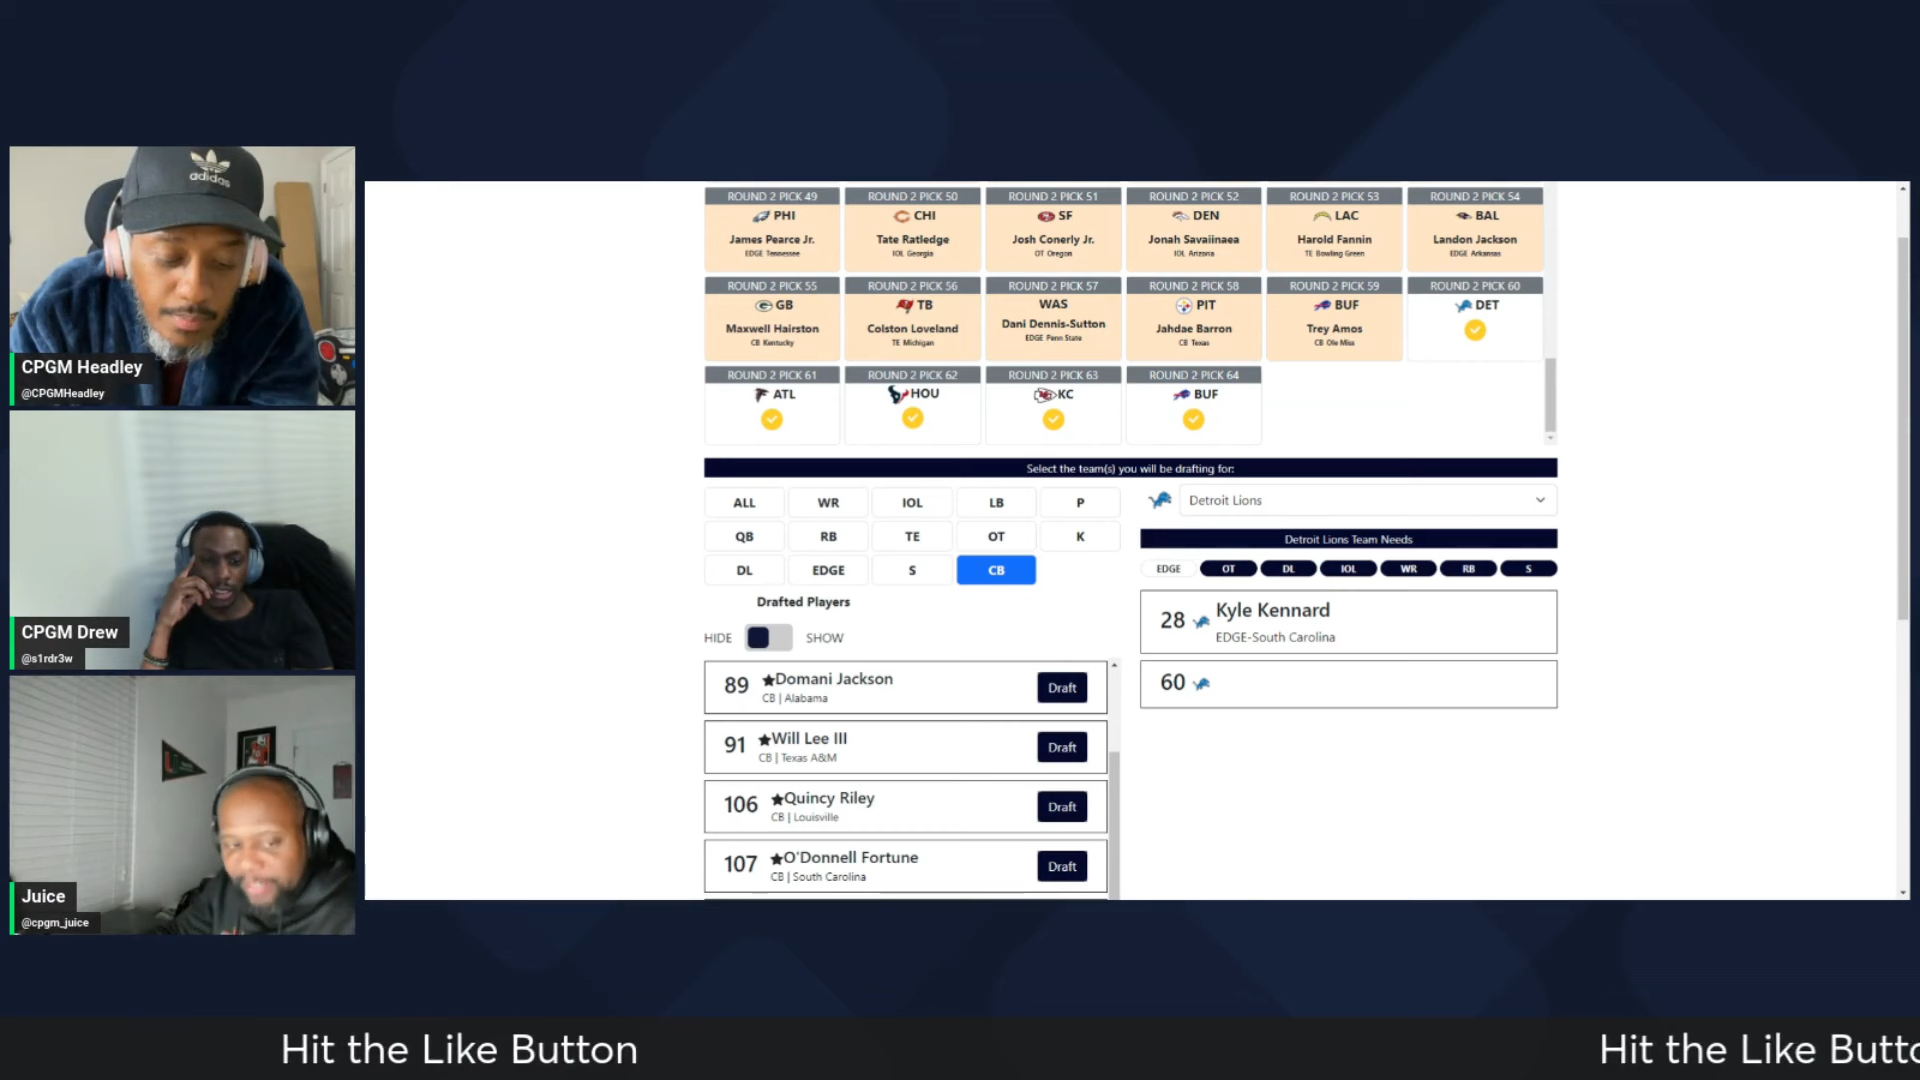 adidas
CPGM Headley
@CPGMHeadley
CPGM Drew
@s1rdr3w
Juice
@cpgm_juice
ROUND 2 PICK 49
PHI
James Pearce Jr.
EDGE Tennessee
ROUND 2 PICK 50
CHI
Tate Ratledge
IOL Georgia
ROUND 2 PICK 51
SF
Josh Conerly Jr.
OT Oregon
ROUND 2 PICK 52
DEN
Jonah Savaiinaea
IOL Arizona
ROUND 2 PICK 53
LAC
Harold Fannin
TE Bowling Green
ROUND 2 PICK 54
BAL
Landon Jackson
EDGE Arkansas
ROUND 2 PICK 55
GB
Maxwell Hairston
CB Kentucky
ROUND 2 PICK 56
TB
Colston Loveland
TE Michigan
ROUND 2 PICK 57
WAS
Dani Dennis-Sutton
EDGE Penn State
ROUND 2 PICK 58
PIT
Jahdae Barron
CB Texas
ROUND 2 PICK 59
BUF
Trey Amos
CB Ole Miss
ROUND 2 PICK 60
DET
ROUND 2 PICK 61
ATL
ROUND 2 PICK 62
HOU
ROUND 2 PICK 63
KC
ROUND 2 PICK 64
BUF
Select the team(s) you will be drafting for:
ALL WR IOL LB P
QB RB TE OT K
DL EDGE S CB
Drafted Players
HIDE SHOW
89 ★Domani Jackson
CB | Alabama
Draft
91 ★Will Lee III
CB | Texas A&M
Draft
106 ★Quincy Riley
CB | Louisville
Draft
107 ★O'Donnell Fortune
CB | South Carolina
Draft
Detroit Lions
Detroit Lions Team Needs
EDGE OT DL IOL WR RB S
28 Kyle Kennard
EDGE-South Carolina
60
Hit the Like Button
Hit the Like Butto